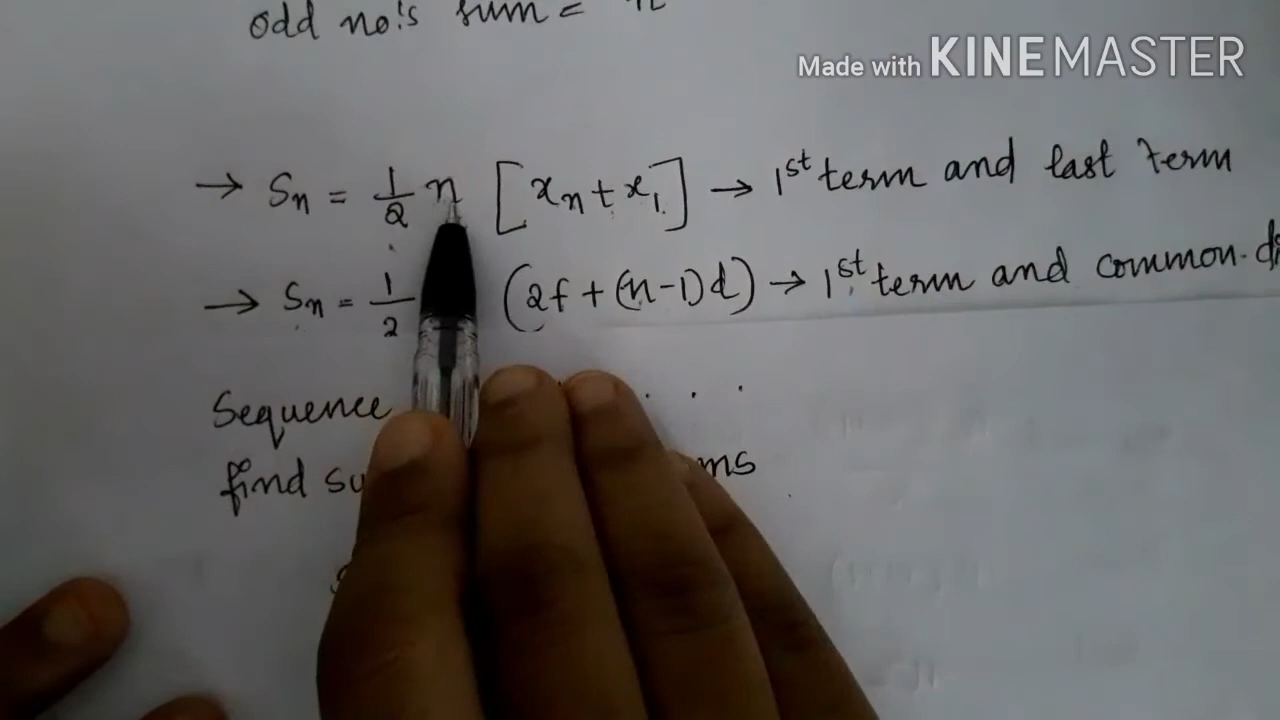 odd no!s sum =
Made with KINEMASTER
→ Sn = 1/2 n [xn + x1] → 1st term and last term
→ Sn = 1/2 (2f + (n-1)d) → 1st term and common
Sequence . . .
find